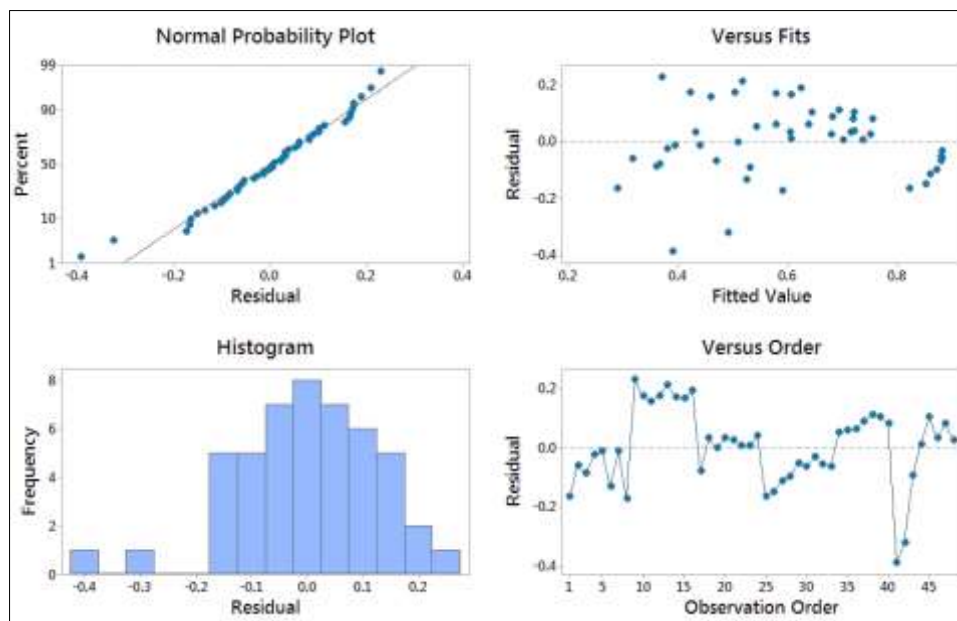 Normal Probability Plot
99
90
50
10
1
Percent
-0.4 -0.2 0.0 0.2 0.4
Residual
Versus Fits
0.2
0.0
-0.2
-0.4
Residual
0.2 0.4 0.6 0.8
Fitted Value
Histogram
8
6
4
2
0
Frequency
-0.4 -0.3 -0.2 -0.1 0.0 0.1 0.2
Residual
Versus Order
0.2
0.0
-0.2
-0.4
Residual
1 5 10 15 20 25 30 35 40 45
Observation Order